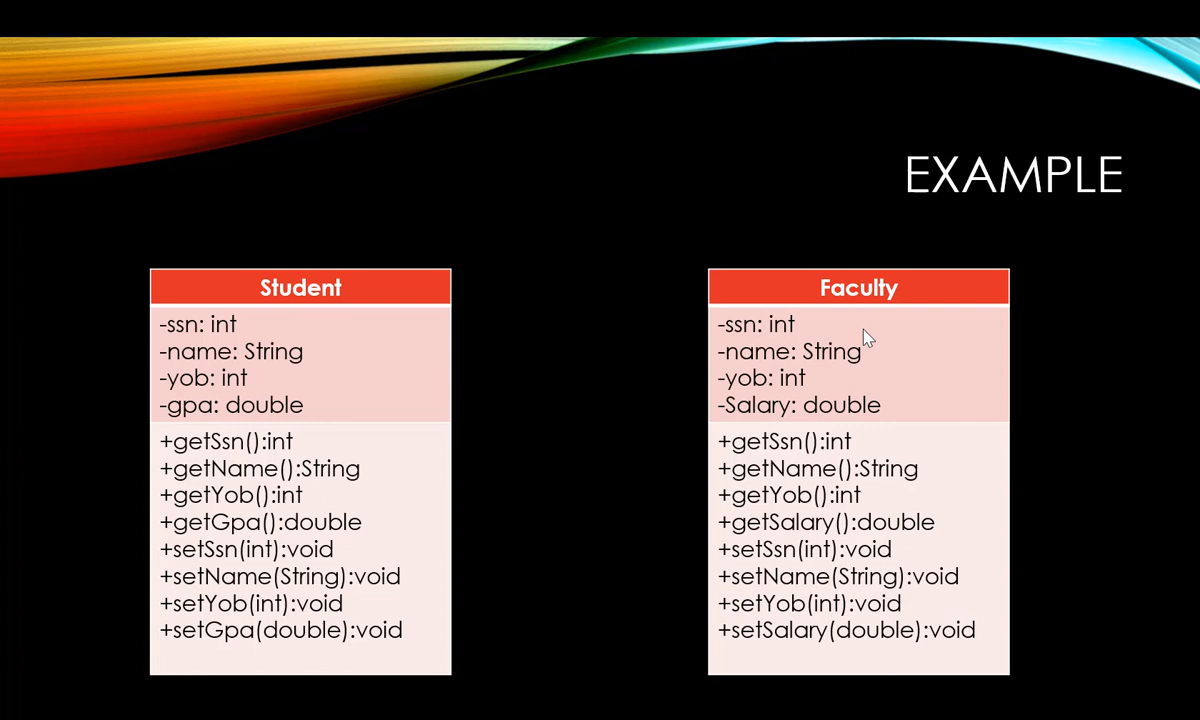 EXAMPLE
Student
-ssn: int
-name: String
-yob: int
-gpa: double
+getSsn():int
+getName():String
+getYob():int
+getGpa():double
+setSsn(int):void
+setName(String):void
+setYob(int):void
+setGpa(double):void
Faculty
-ssn: int
-name: String
-yob: int
-Salary: double
+getSsn():int
+getName():String
+getYob():int
+getSalary():double
+setSsn(int):void
+setName(String):void
+setYob(int):void
+setSalary(double):void